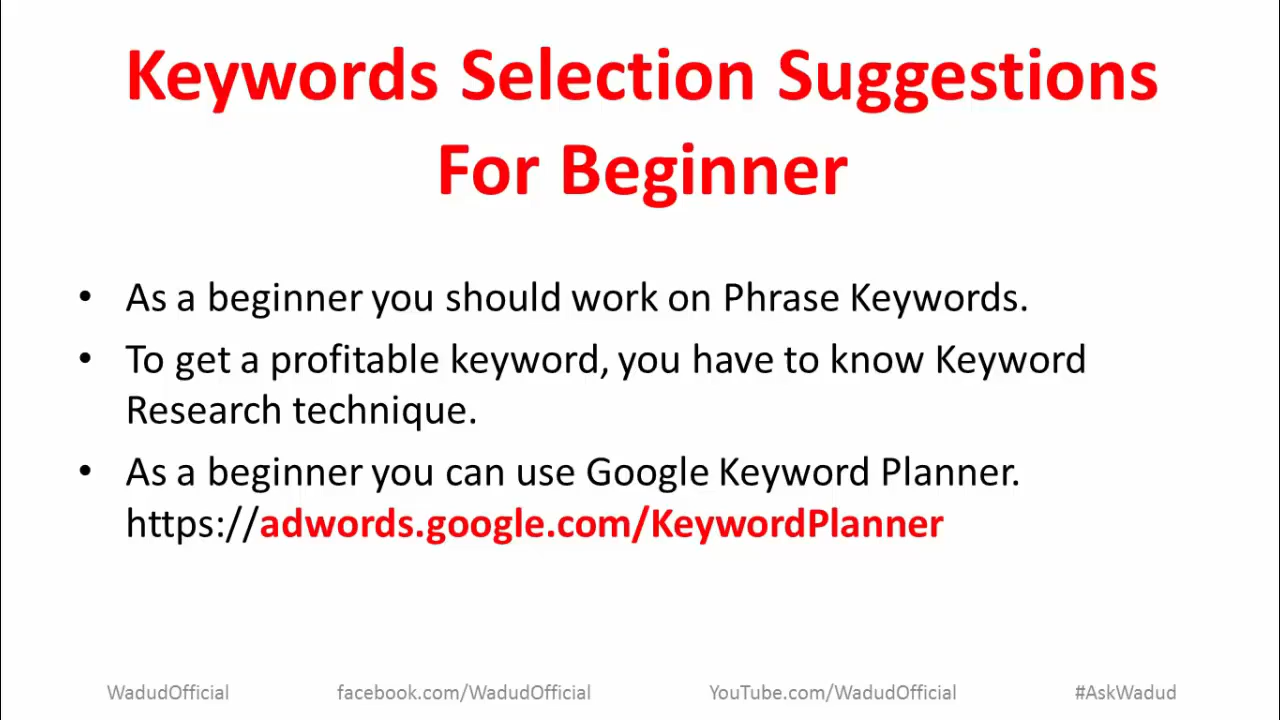 Keywords Selection Suggestions
For Beginner
• As a beginner you should work on Phrase Keywords.
• To get a profitable keyword, you have to know Keyword
Research technique.
• As a beginner you can use Google Keyword Planner.
https://adwords.google.com/KeywordPlanner
WadudOfficial facebook.com/WadudOfficial YouTube.com/WadudOfficial #AskWadud